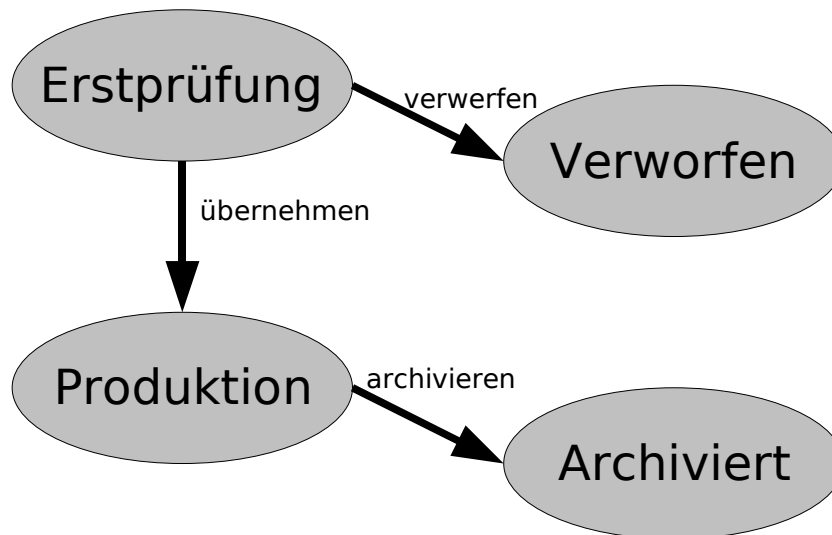 Erstprüfung
verwerfen
Verworfen
übernehmen
Produktion
archivieren
Archiviert